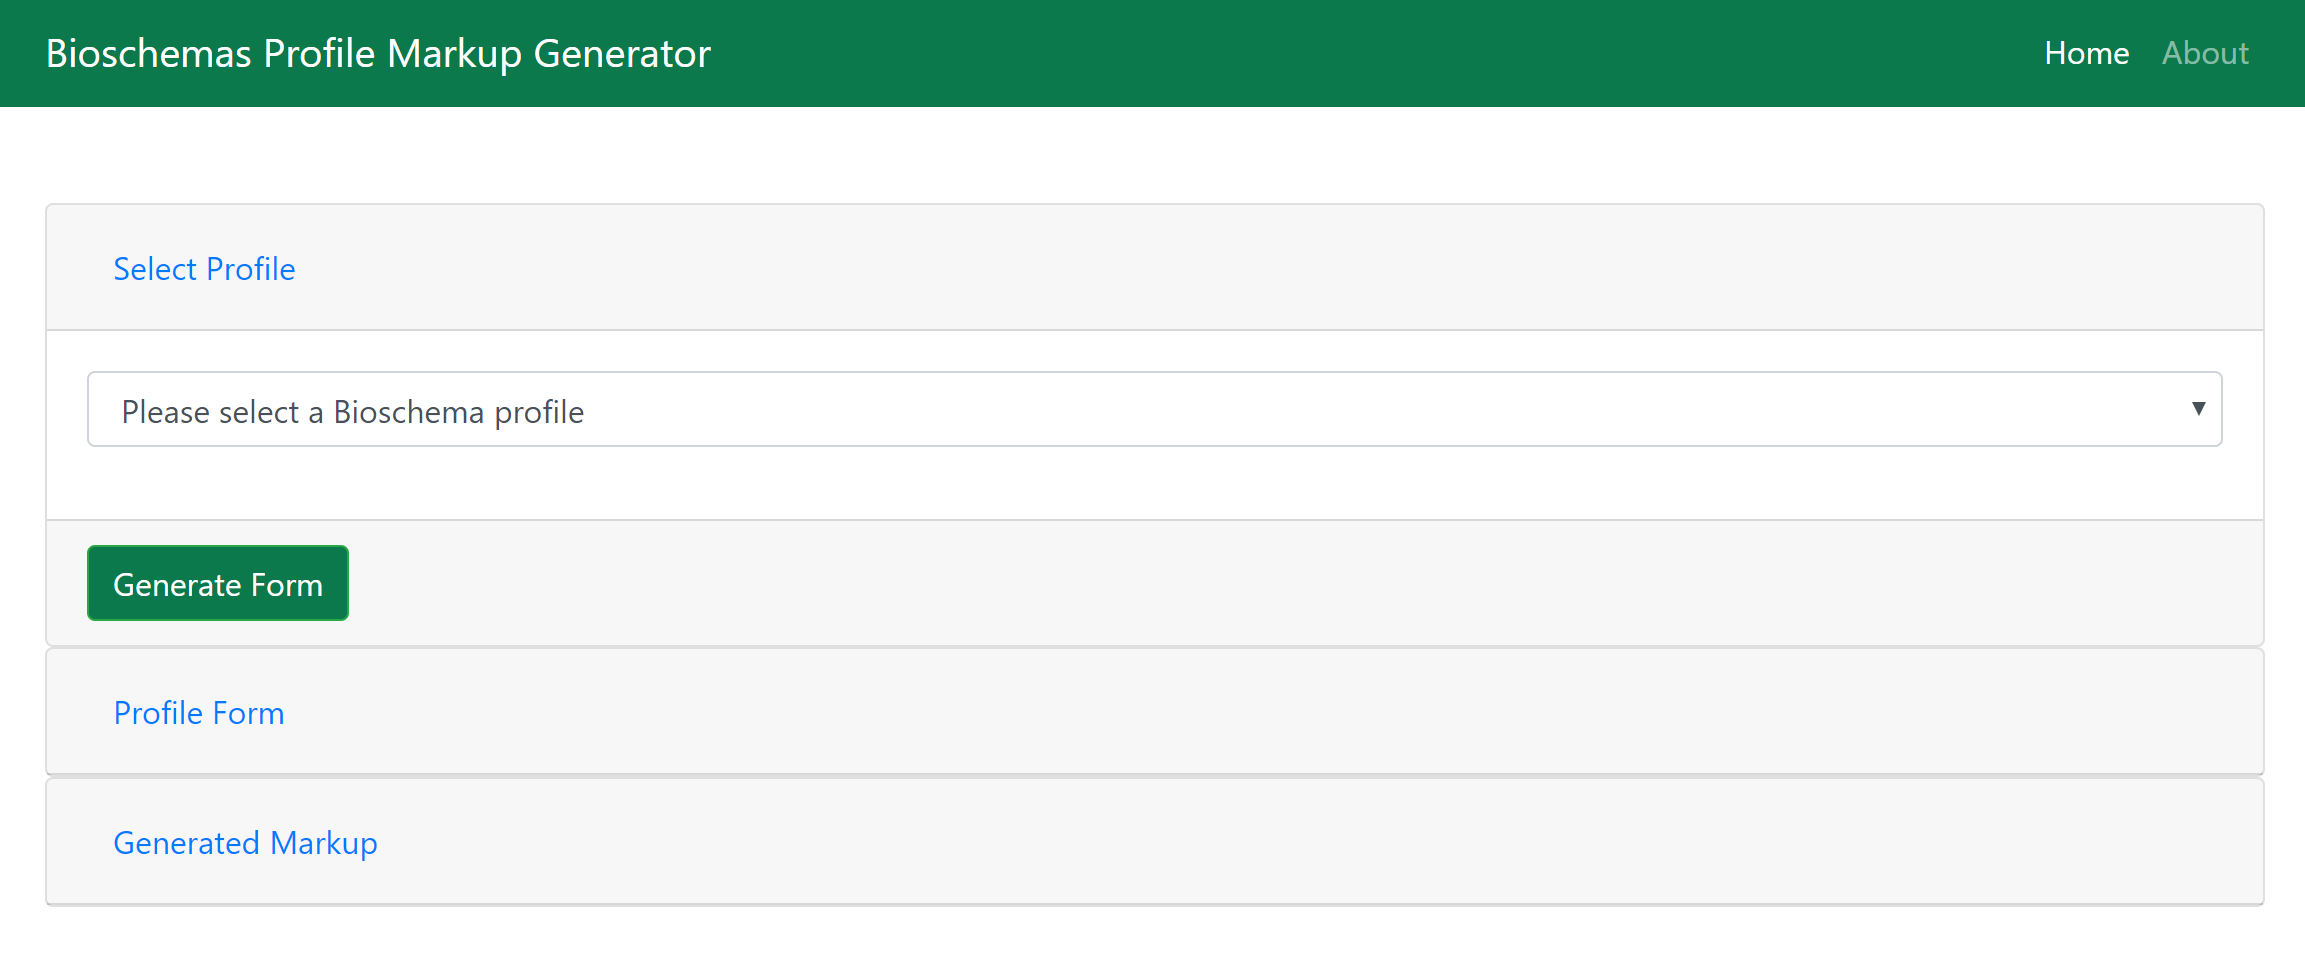 Bioschemas Profile Markup Generator
Home About
Select Profile
Please select a Bioschema profile
Generate Form
Profile Form
Generated Markup